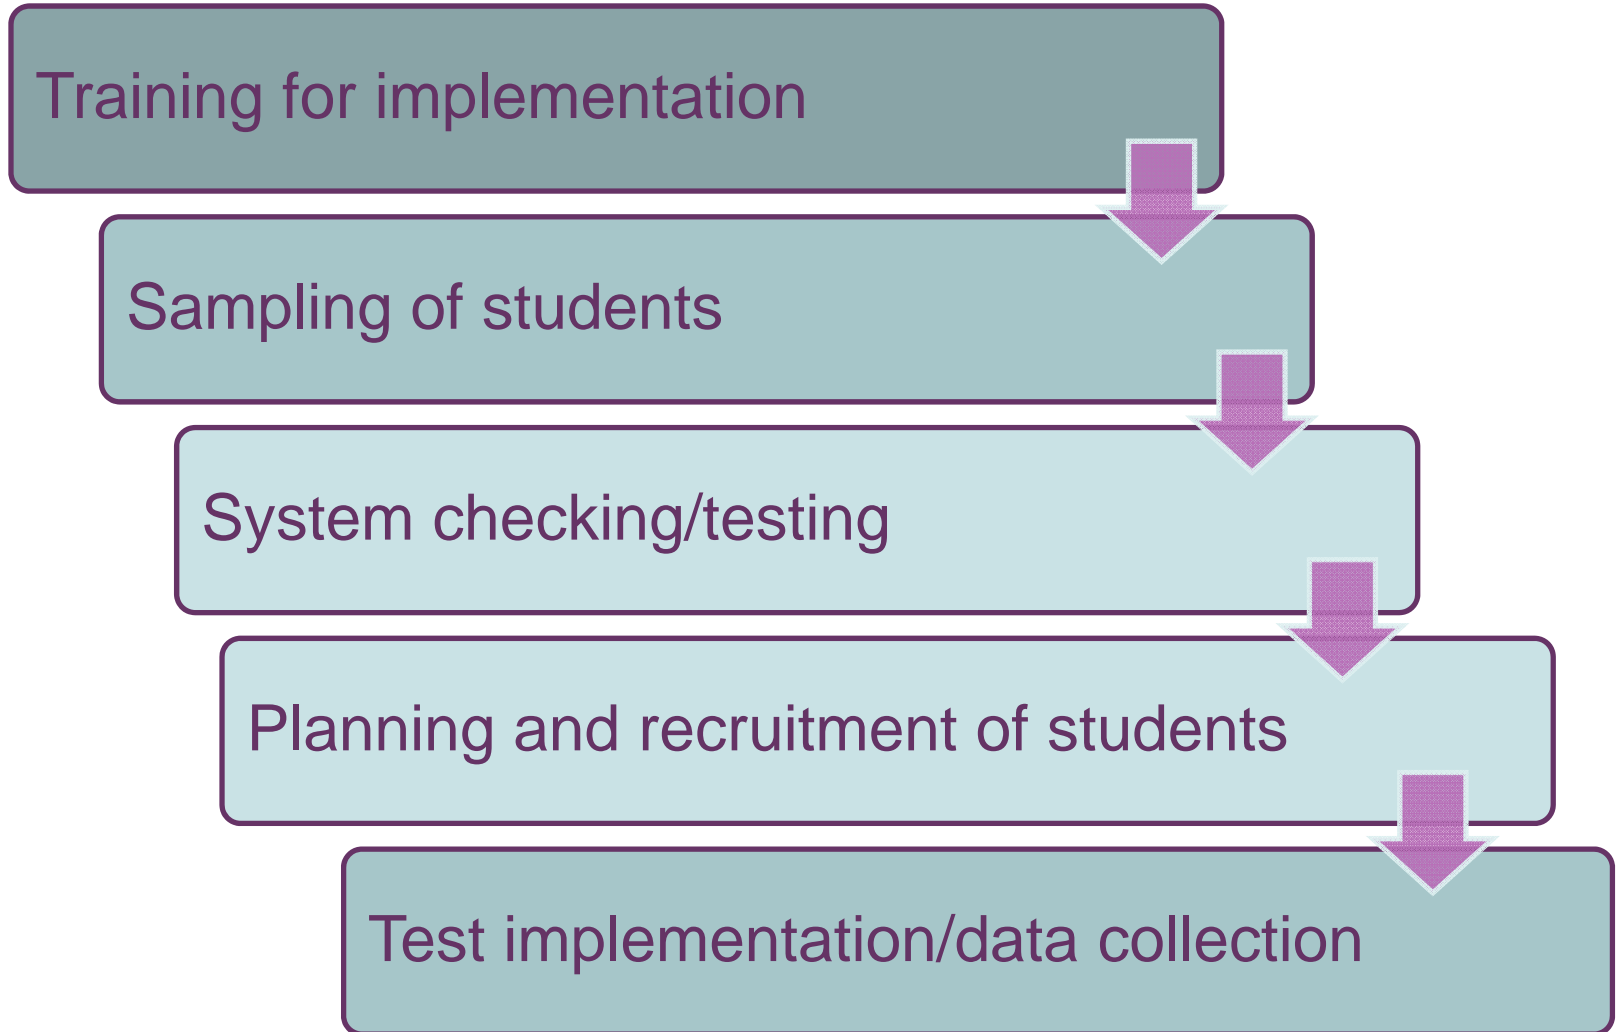 Training for implementation
Sampling of students
System checking/testing
Planning and recruitment of students
Test implementation/data collection